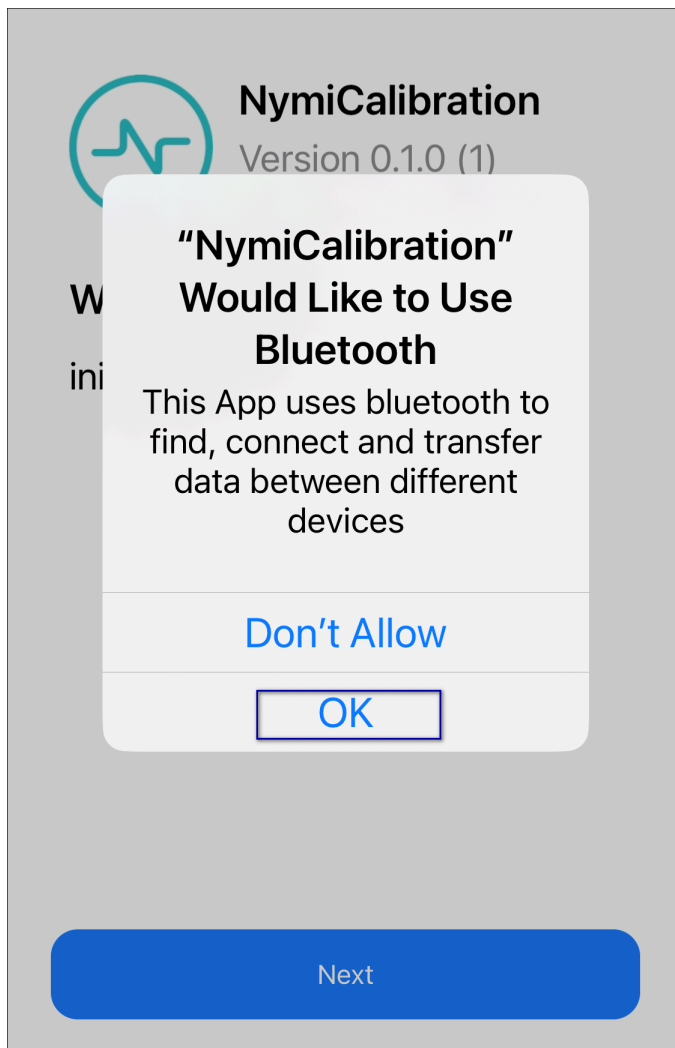 NymiCalibration
Version 0.1.0 (1)
“NymiCalibration”
Would Like to Use
Bluetooth
This App uses bluetooth to
find, connect and transfer
data between different
devices
Don’t Allow
OK
Next